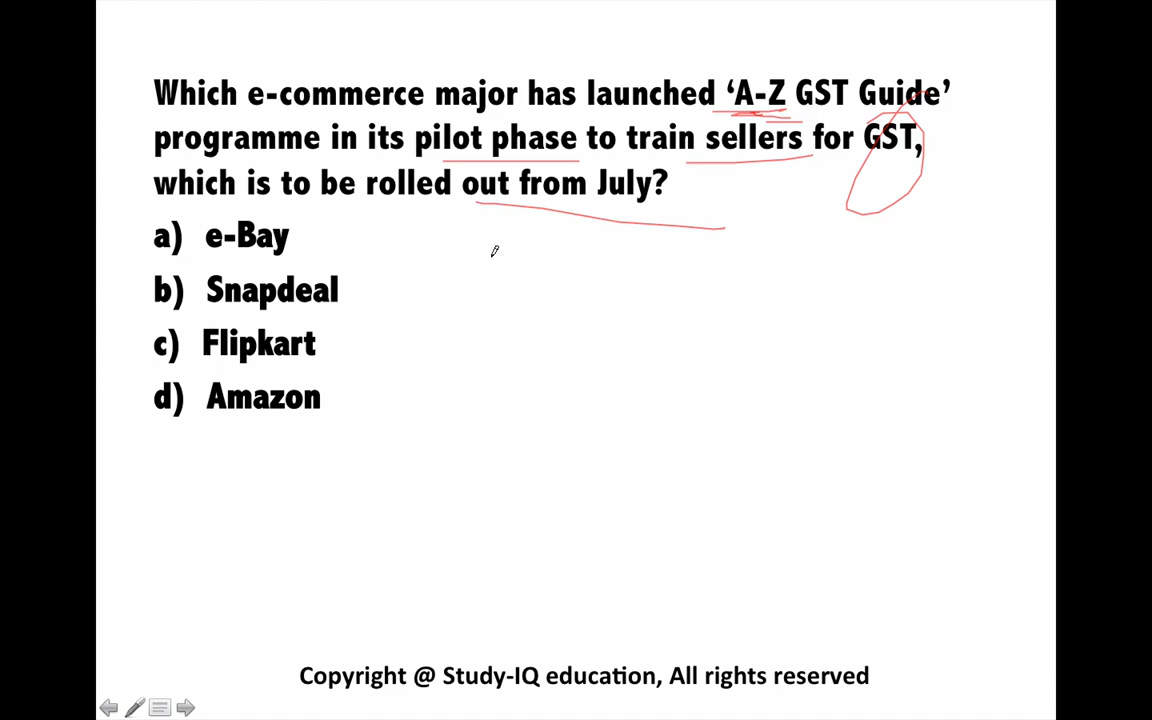 Which e-commerce major has launched ‘A-Z GST Guide’
programme in its pilot phase to train sellers for GST,
which is to be rolled out from July?
a) e-Bay
b) Snapdeal
c) Flipkart
d) Amazon
Copyright @ Study-IQ education, All rights reserved